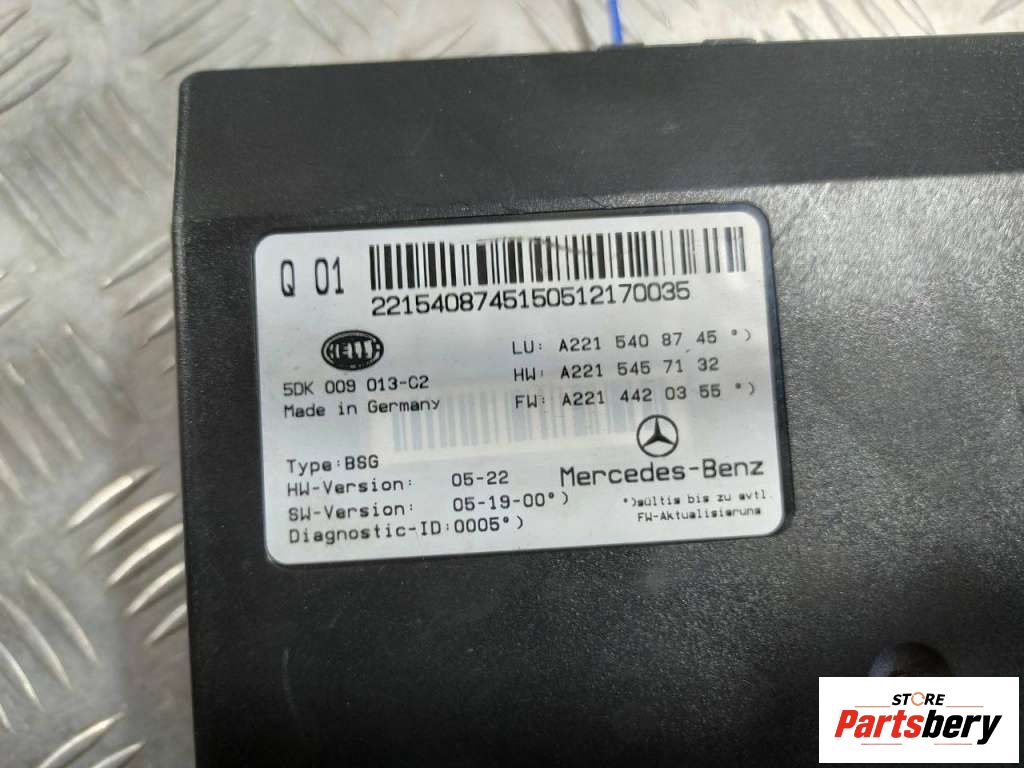 Q 01
2215408745150512170035
HELLA
LU: A221 540 87 45 *)
5DK 009 013-C2
HW: A221 545 71 32
Made in Germany
FW: A221 442 03 55 *)
Type:BSG
HW-Version: 05-22
Mercedes-Benz
SW-Version: 05-19-00*)
*)gültig bis zu evtl.
Diagnostic-ID:0005*)
FW-Aktualisierung
STORE
Partsbery